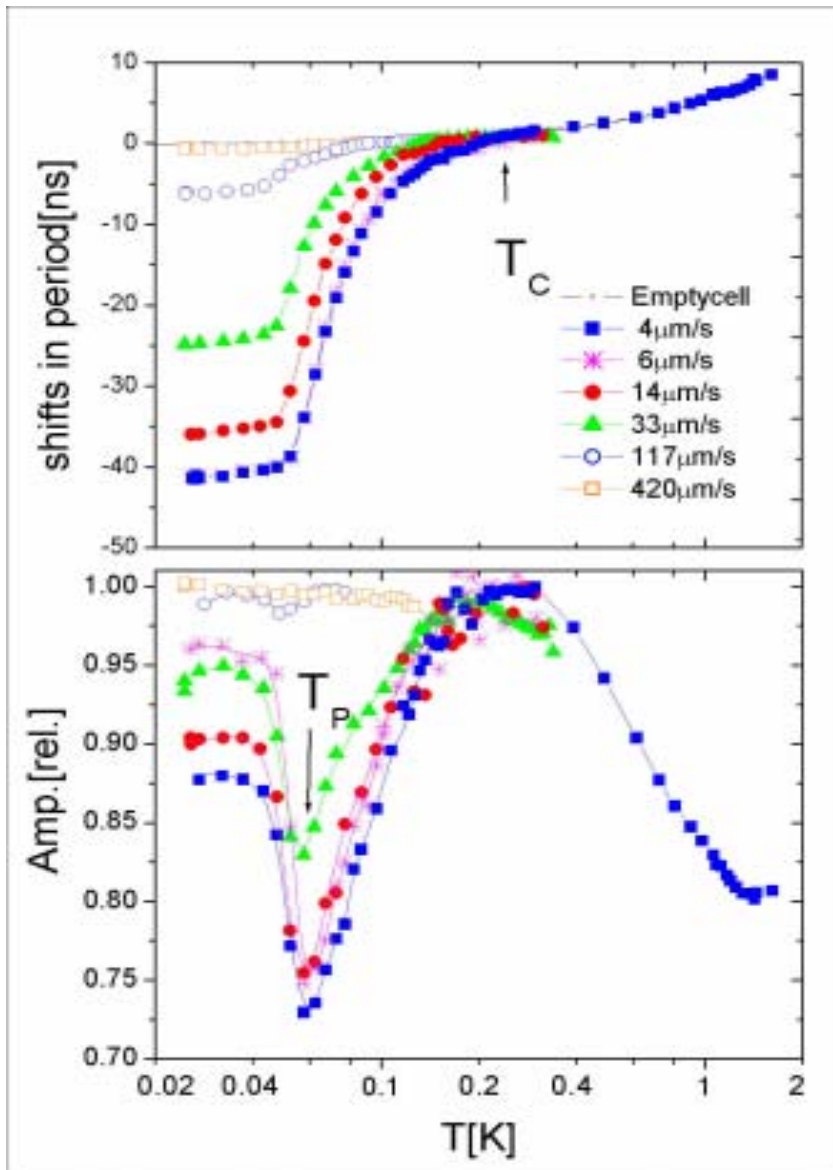 10
0
-10
-20
-30
-40
-50
shifts in period[ns]
T_C
Emptycell
4μm/s
6μm/s
14μm/s
33μm/s
117μm/s
420μm/s
1.00
0.95
0.90
0.85
0.80
0.75
0.70
Amp.[rel.]
T_P
0.02 0.04 0.1 0.2 0.4 1 2
T[K]